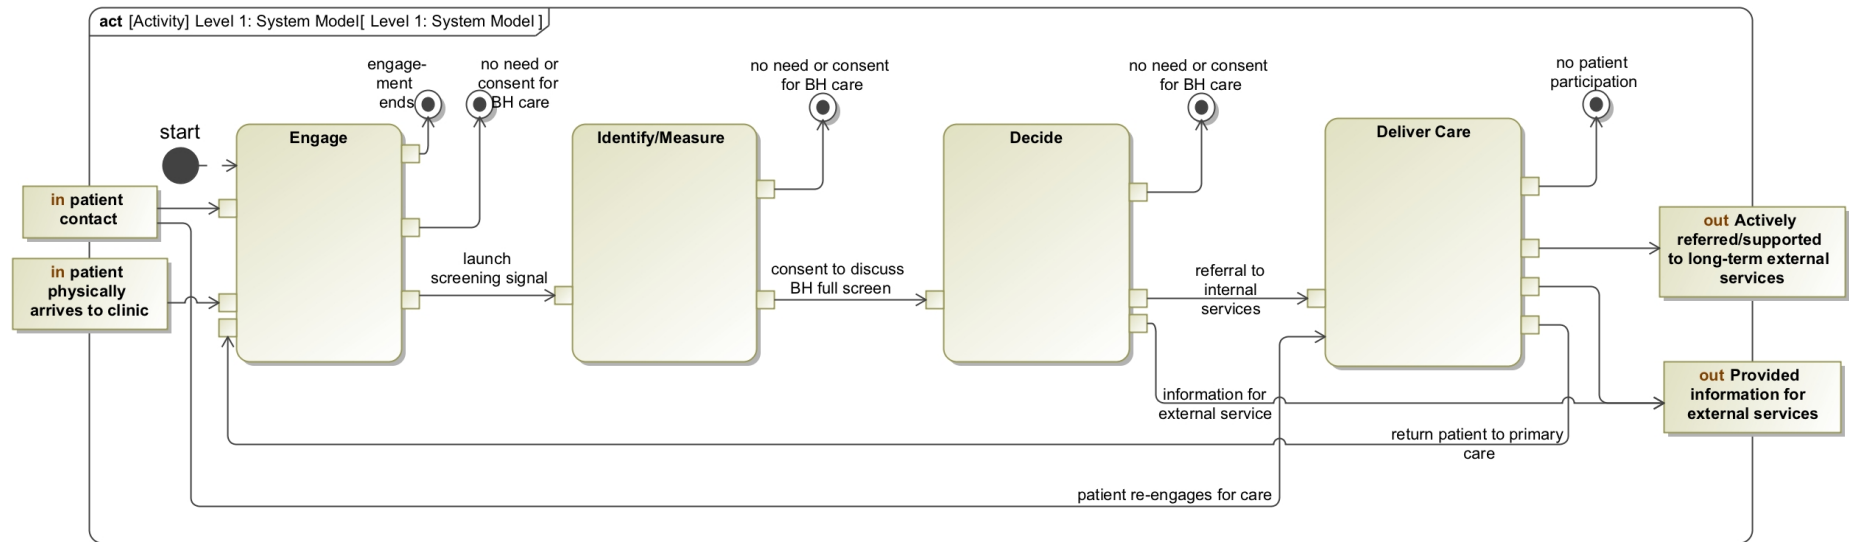 act [Activity] Level 1: System Model[ Level 1: System Model ]
engage-
ment
ends
no need or
consent for
BH care
no need or consent
for BH care
no need or consent
for BH care
no patient
participation
start
Engage
Identify/Measure
Decide
Deliver Care
in patient
contact
in patient
physically
arrives to clinic
launch
screening signal
consent to discuss
BH full screen
referral to
internal
services
out Actively
referred/supported
to long-term external
services
information for
external service
out Provided
information for
external services
return patient to primary
care
patient re-engages for care